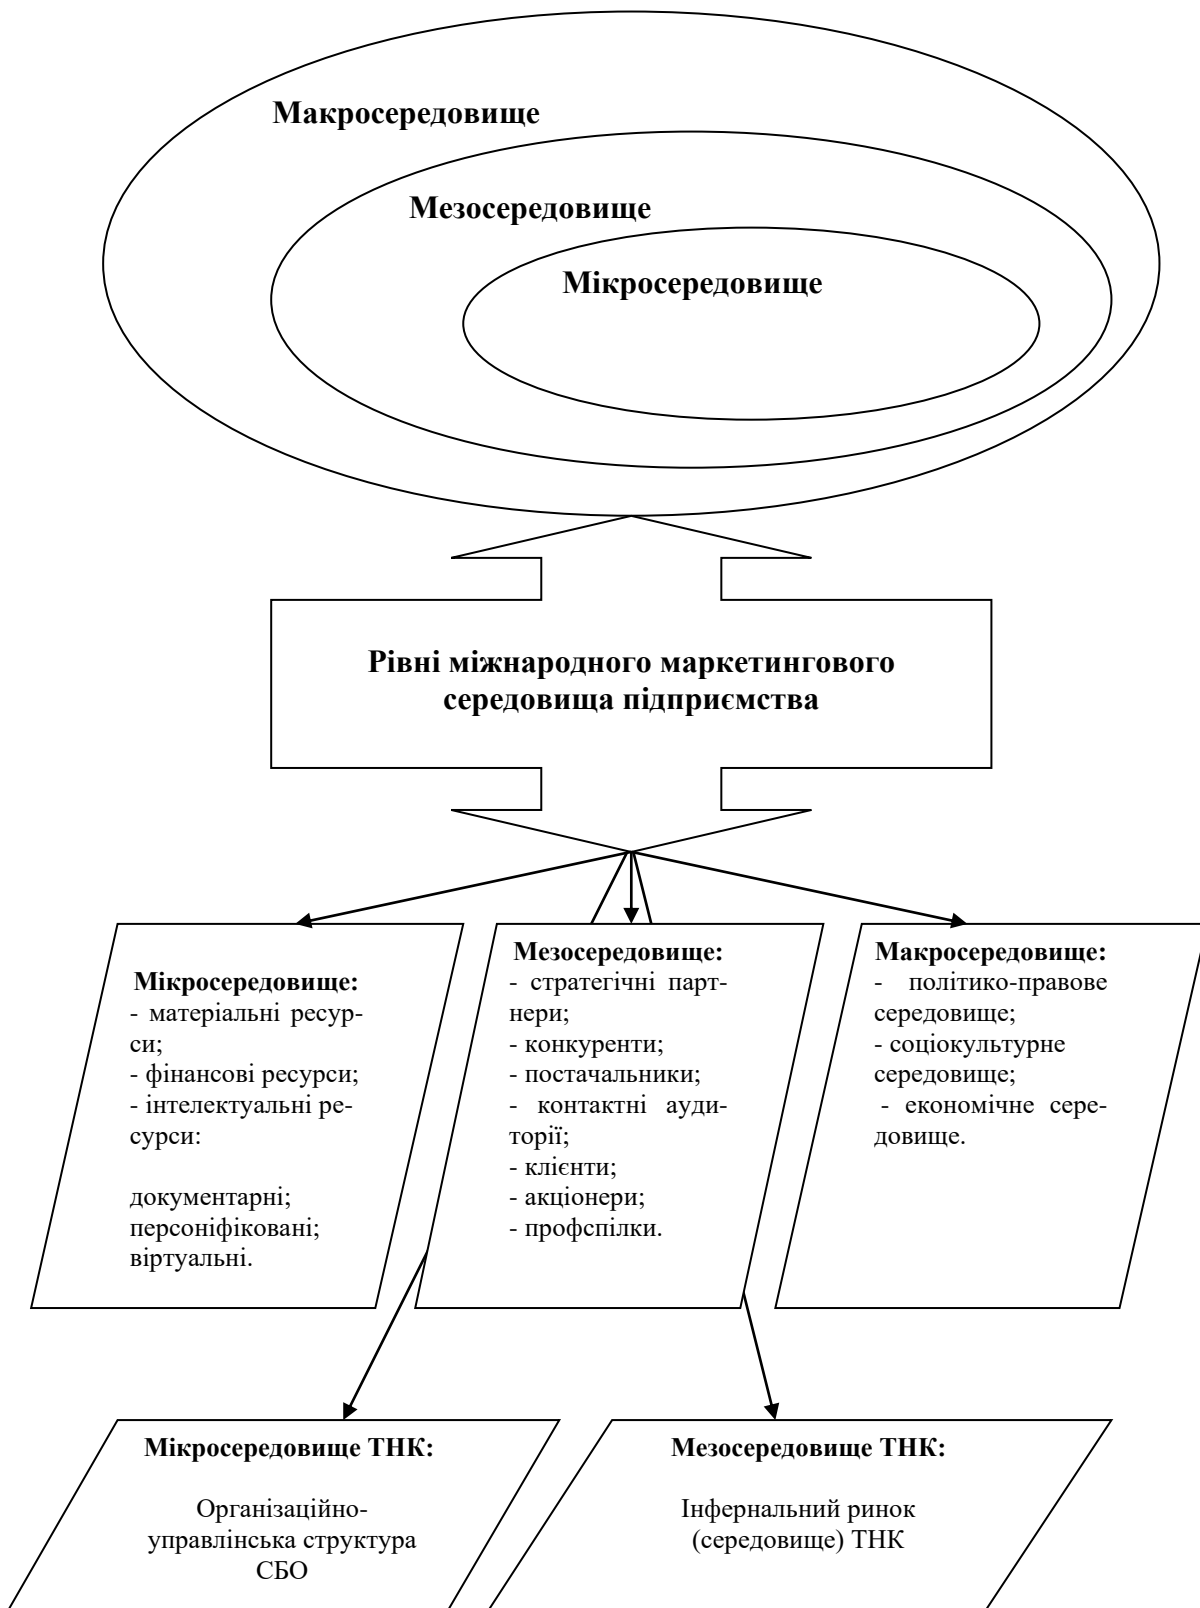 Макросередовище
Мезосередовище
Мікросередовище
Рівні міжнародного маркетингового
середовища підприємства
Мікросередовище:
- матеріальні ресур-
си;
- фінансові ресурси;
- інтелектуальні ре-
сурси:
документарні;
персоніфіковані;
віртуальні.
Мезосередовище:
- стратегічні парт-
нери;
- конкуренти;
- постачальники;
- контактні ауди-
торії;
- клієнти;
- акціонери;
- профспілки.
Макросередовище:
- політико-правове
середовище;
- соціокультурне
середовище;
- економічне сере-
довище.
Мікросередовище ТНК:
Організаційно-
управлінська структура
СБО
Мезосередовище ТНК:
Інфернальний ринок
(середовище) ТНК